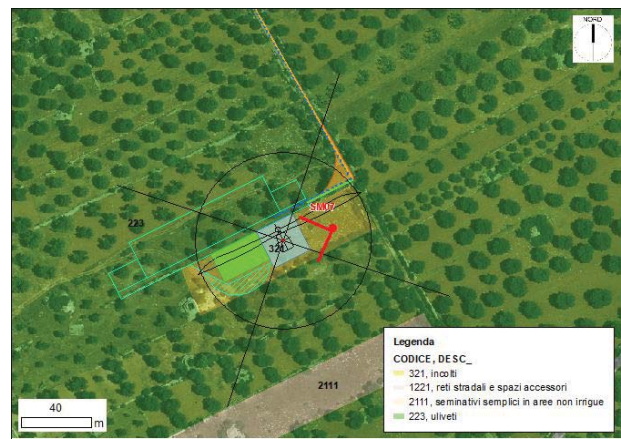 NORD
SM07
223
321
2111
Legenda
CODICE, DESC_
321, incolti
1221, reti stradali e spazi accessori
2111, seminativi semplici in aree non irrigue
223, uliveti
40
m